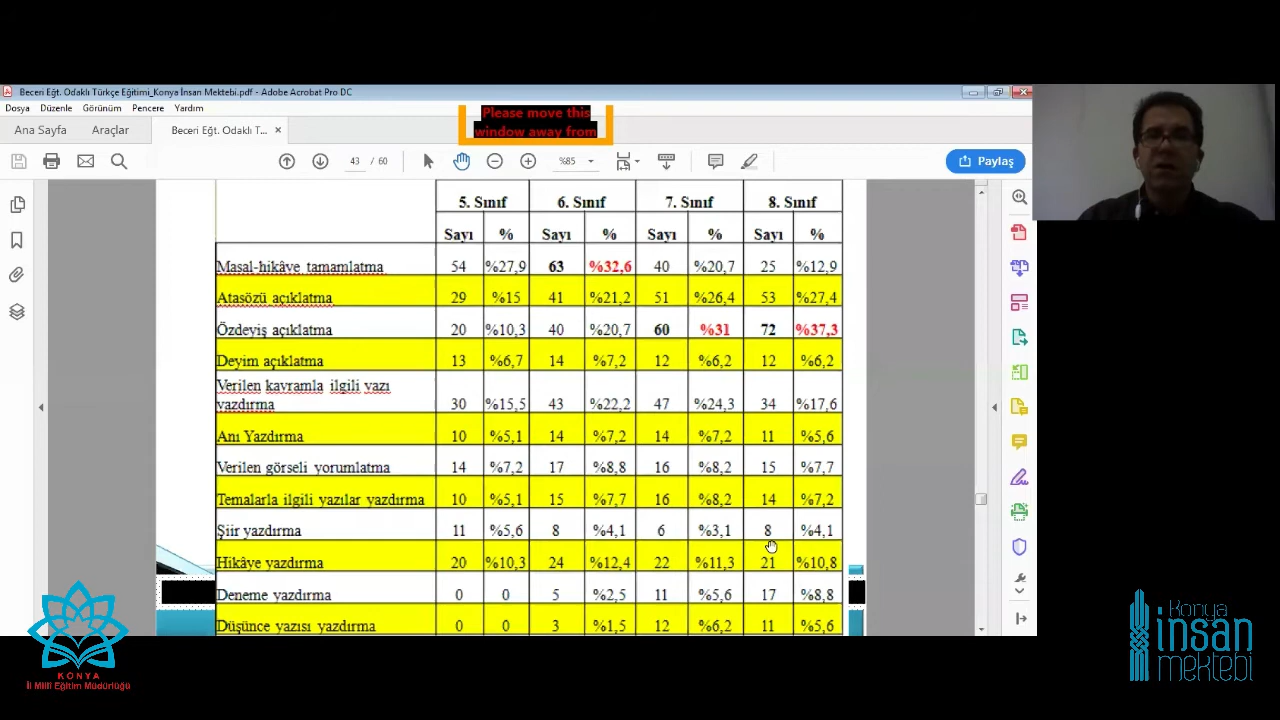 Beceri Eğt. Odaklı Türkçe Eğitimi_Konya İnsan Mektebi.pdf - Adobe Acrobat Pro DC
Dosya Düzenle Görünüm Pencere Yardım
Please move this
window away from
Ana Sayfa Araçlar Beceri Eğt. Odaklı T... ×
43 / 60 %85 Paylaş
5. Sınıf 6. Sınıf 7. Sınıf 8. Sınıf
Sayı % Sayı % Sayı % Sayı %
Masal-hikâye tamamlatma 54 %27,9 63 %32,6 40 %20,7 25 %12,9
Atasözü açıklatma 29 %15 41 %21,2 51 %26,4 53 %27,4
Özdeyiş açıklatma 20 %10,3 40 %20,7 60 %31 72 %37,3
Deyim açıklatma 13 %6,7 14 %7,2 12 %6,2 12 %6,2
Verilen kavramla ilgili yazı
yazdırma 30 %15,5 43 %22,2 47 %24,3 34 %17,6
Anı Yazdırma 10 %5,1 14 %7,2 14 %7,2 11 %5,6
Verilen görseli yorumlatma 14 %7,2 17 %8,8 16 %8,2 15 %7,7
Temalarla ilgili yazılar yazdırma 10 %5,1 15 %7,7 16 %8,2 14 %7,2
Şiir yazdırma 11 %5,6 8 %4,1 6 %3,1 8 %4,1
Hikâye yazdırma 20 %10,3 24 %12,4 22 %11,3 21 %10,8
Deneme yazdırma 0 0 5 %2,5 11 %5,6 17 %8,8
Düşünce yazısı yazdırma 0 0 3 %1,5 12 %6,2 11 %5,6
KONYA
İl Millî Eğitim Müdürlüğü
Konya
insan
mektebi